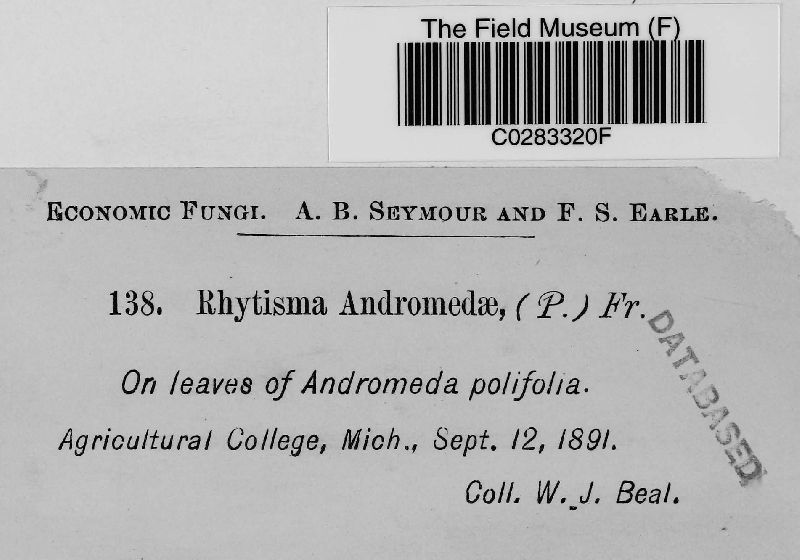 The Field Museum (F)
C0283320F
Economic Fungi. A. B. Seymour and F. S. Earle.
138. Rhytisma Andromedæ, (P.) Fr.
DATABASED
On leaves of Andromeda polifolia.
Agricultural College, Mich., Sept. 12, 1891.
Coll. W. J. Beal.